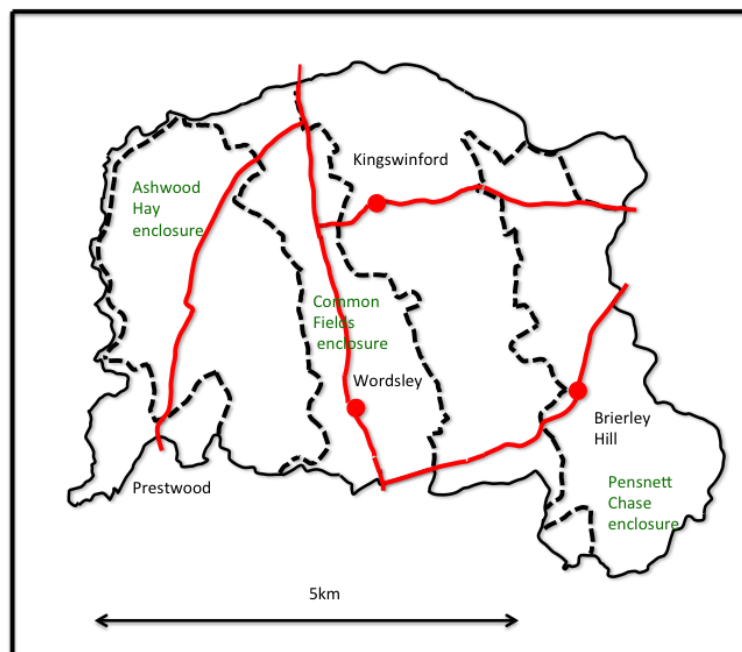 Kingswinford
Ashwood
Hay
enclosure
Common
Fields
enclosure
Wordsley
Brierley
Hill
Prestwood
Pensnett
Chase
enclosure
5km